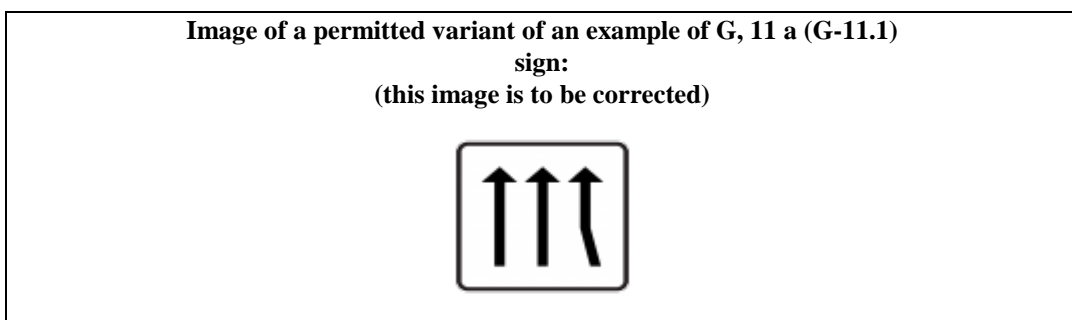 Image of a permitted variant of an example of G, 11 a (G-11.1)
sign:
(this image is to be corrected)